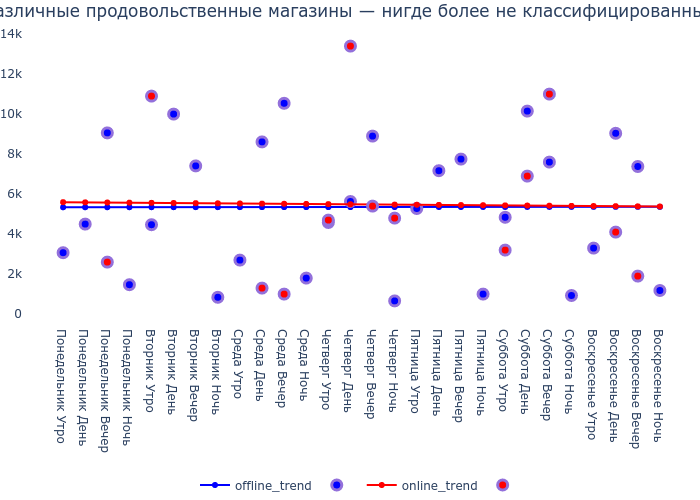 азличные продовольственные магазины — нигде более не классифицированн
14k
12k
10k
8k
6k
4k
2k
0
Понедельник Утро
Понедельник День
Понедельник Вечер
Понедельник Ночь
Вторник Утро
Вторник День
Вторник Вечер
Вторник Ночь
Среда Утро
Среда День
Среда Вечер
Среда Ночь
Четверг Утро
Четверг День
Четверг Вечер
Четверг Ночь
Пятница Утро
Пятница День
Пятница Вечер
Пятница Ночь
Суббота Утро
Суббота День
Суббота Вечер
Суббота Ночь
Воскресенье Утро
Воскресенье День
Воскресенье Вечер
Воскресенье Ночь
offline_trend
online_trend